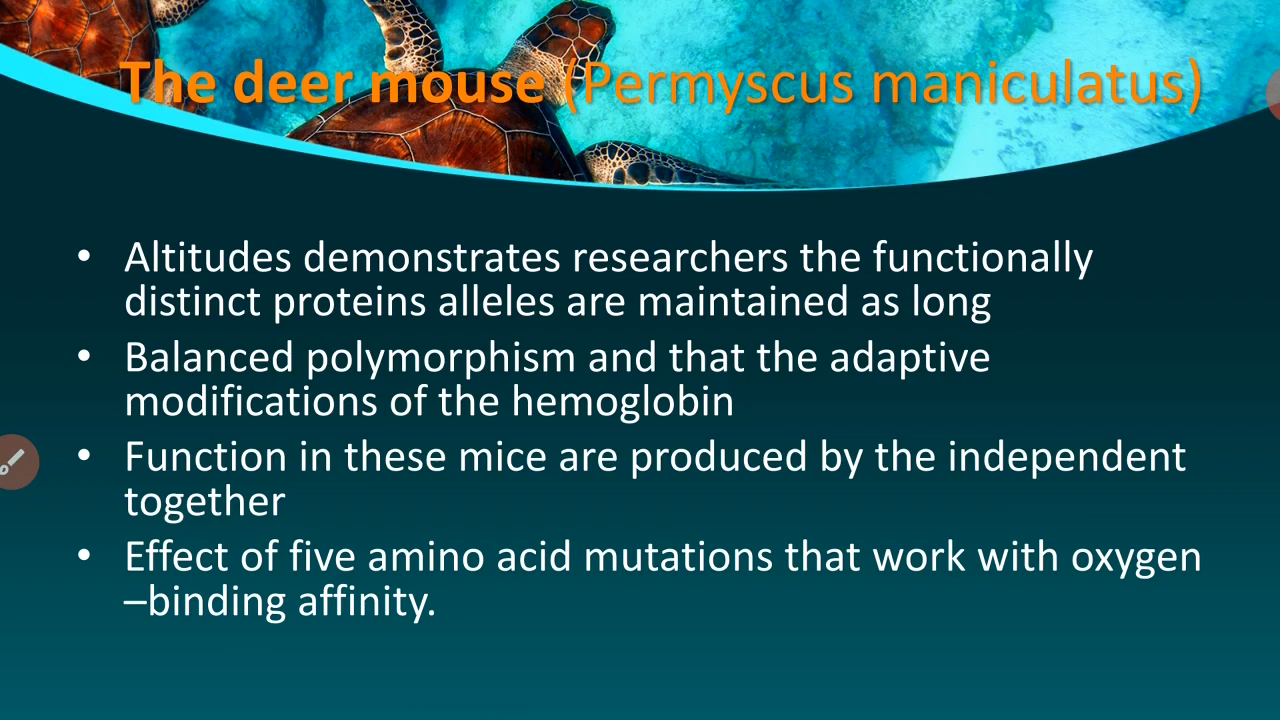 The deer mouse (Permyscus maniculatus)
• Altitudes demonstrates researchers the functionally
distinct proteins alleles are maintained as long
• Balanced polymorphism and that the adaptive
modifications of the hemoglobin
• Function in these mice are produced by the independent
together
• Effect of five amino acid mutations that work with oxygen
–binding affinity.